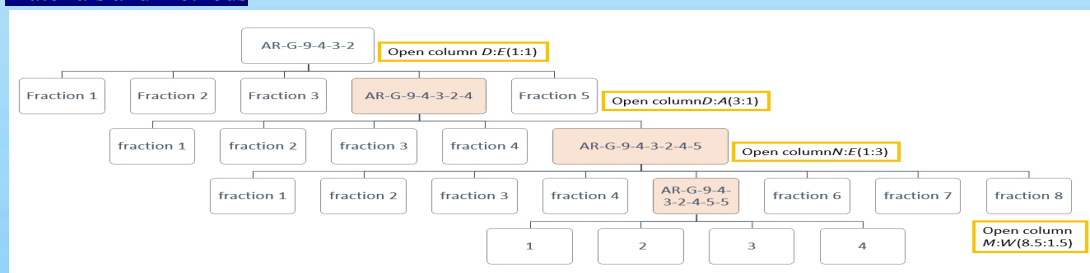 AR-G-9-4-3-2
Open column D:E(1:1)
Fraction 1
Fraction 2
Fraction 3
AR-G-9-4-3-2-4
Fraction 5
Open columnD:A(3:1)
fraction 1
fraction 2
fraction 3
fraction 4
AR-G-9-4-3-2-4-5
Open columnN:E(1:3)
fraction 1
fraction 2
fraction 3
fraction 4
AR-G-9-4-
3-2-4-5-5
fraction 6
fraction 7
fraction 8
Open column
M:W(8.5:1.5)
1
2
3
4